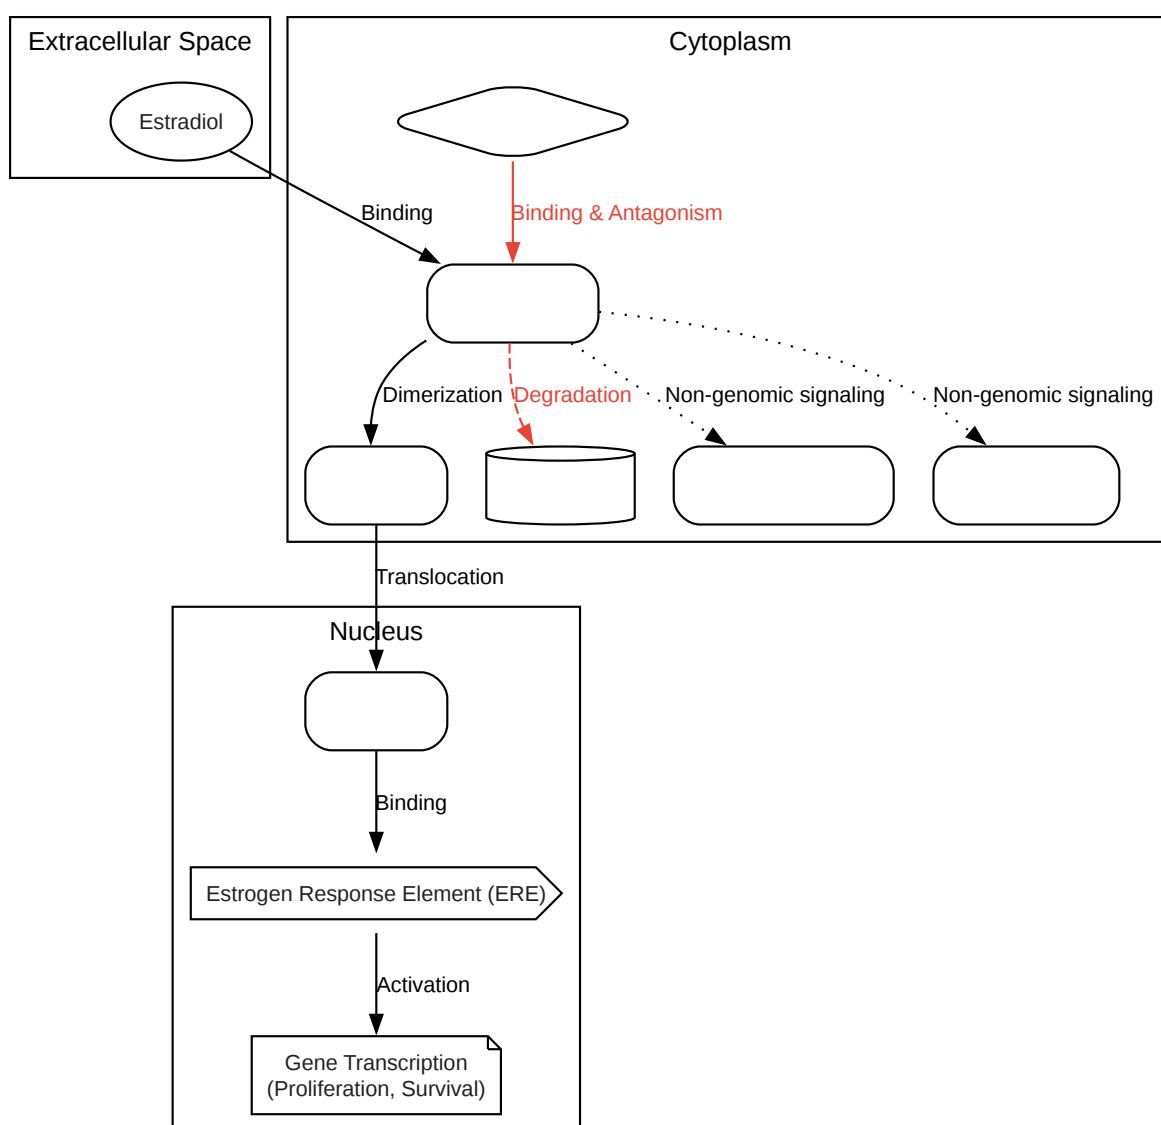 Extracellular Space
Cytoplasm
Estradiol
Binding
Binding & Antagonism
Dimerization
Degradation
Non-genomic signaling
Non-genomic signaling
Translocation
Nucleus
Binding
Estrogen Response Element (ERE)
Activation
Gene Transcription
(Proliferation, Survival)